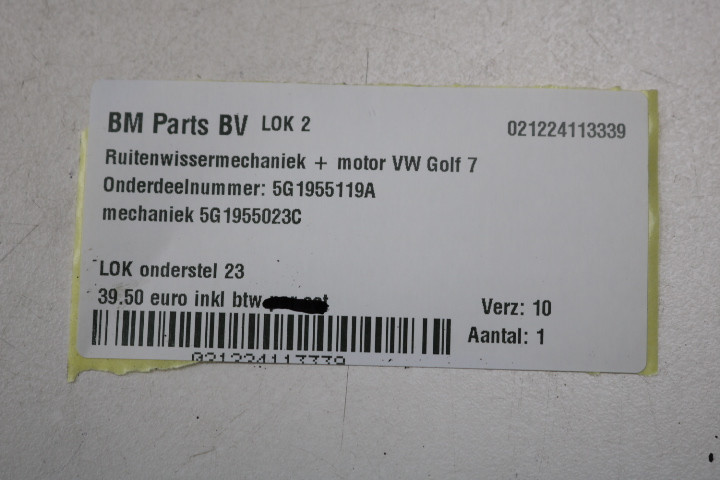 BM Parts BV LOK 2 021224113339
Ruitenwissermechaniek + motor VW Golf 7
Onderdeelnummer: 5G1955119A
mechaniek 5G1955023C
LOK onderstel 23
39.50 euro inkl btw
Verz: 10
Aantal: 1
021224113339